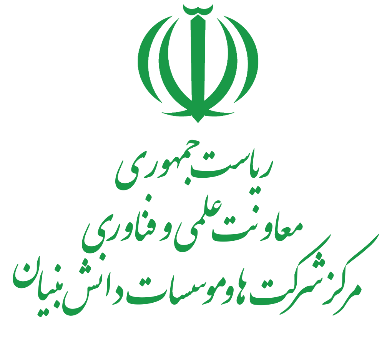 ریاست جمهوری
معاونت علمی و فناوری
مرکز شرکت ها و موسسات دانش بنیان